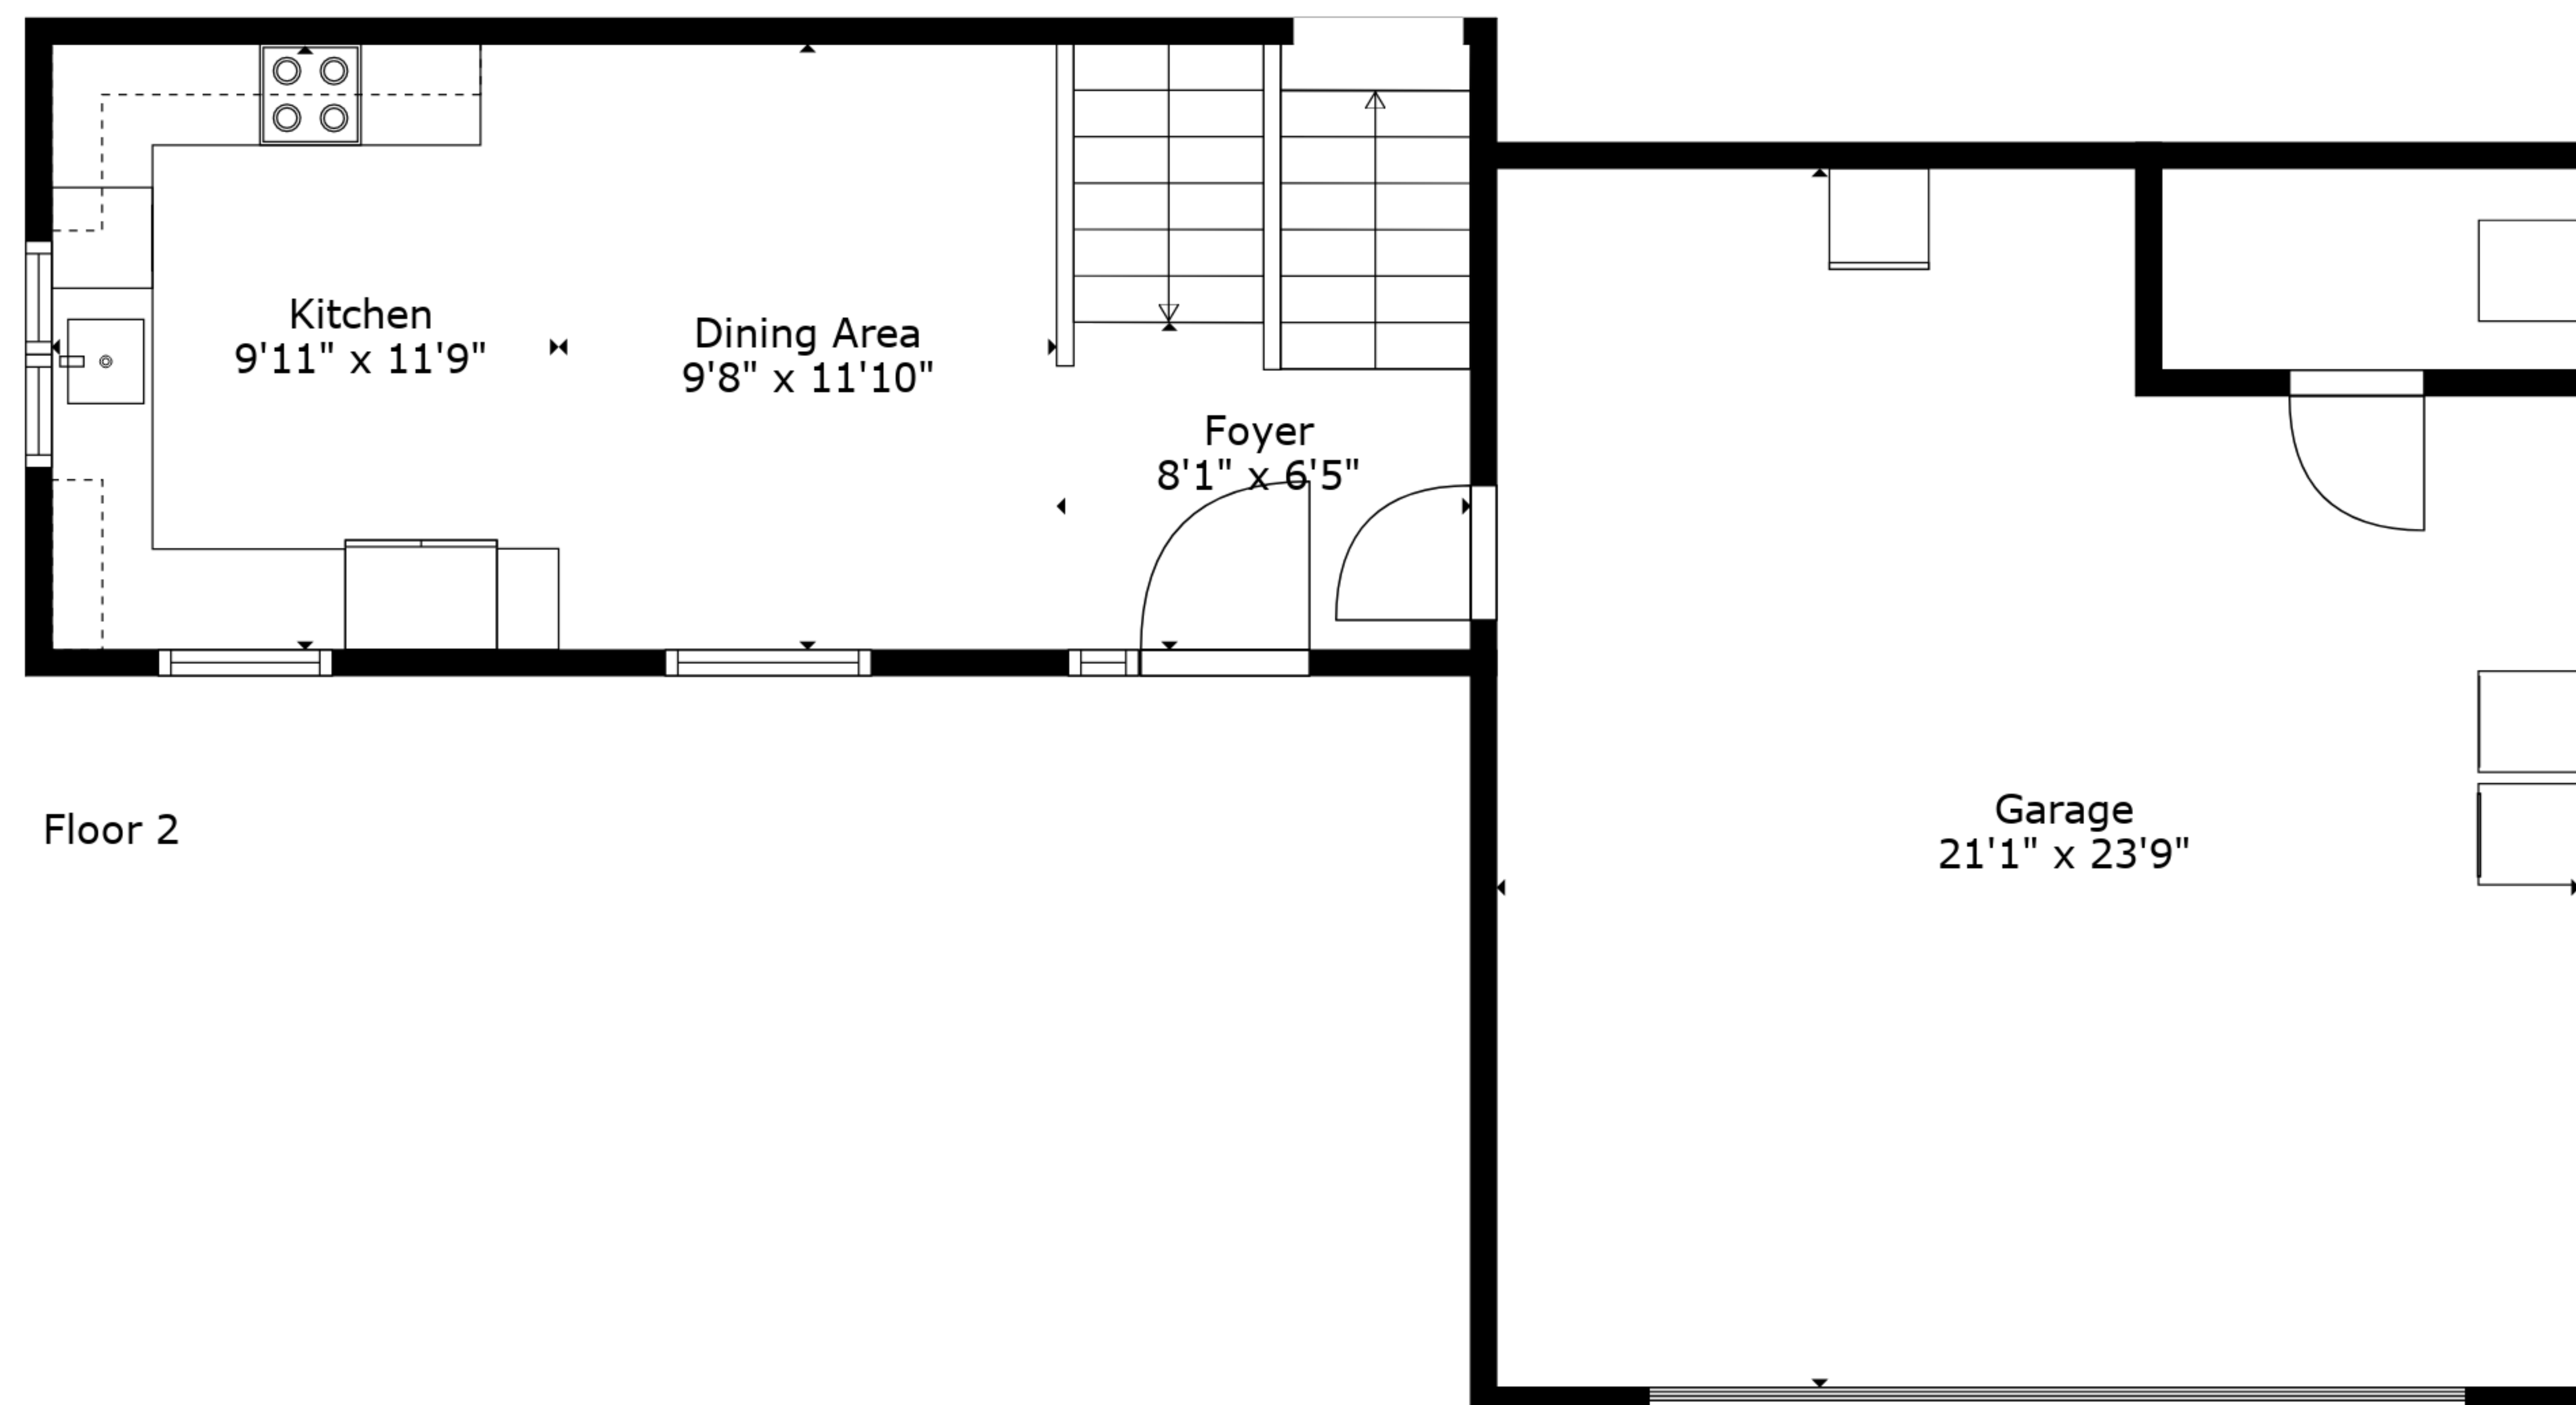 Kitchen
9'11" x 11'9"
Dining Area
9'8" x 11'10"
Foyer
8'1" x 6'5"
Floor 2
Garage
21'1" x 23'9"